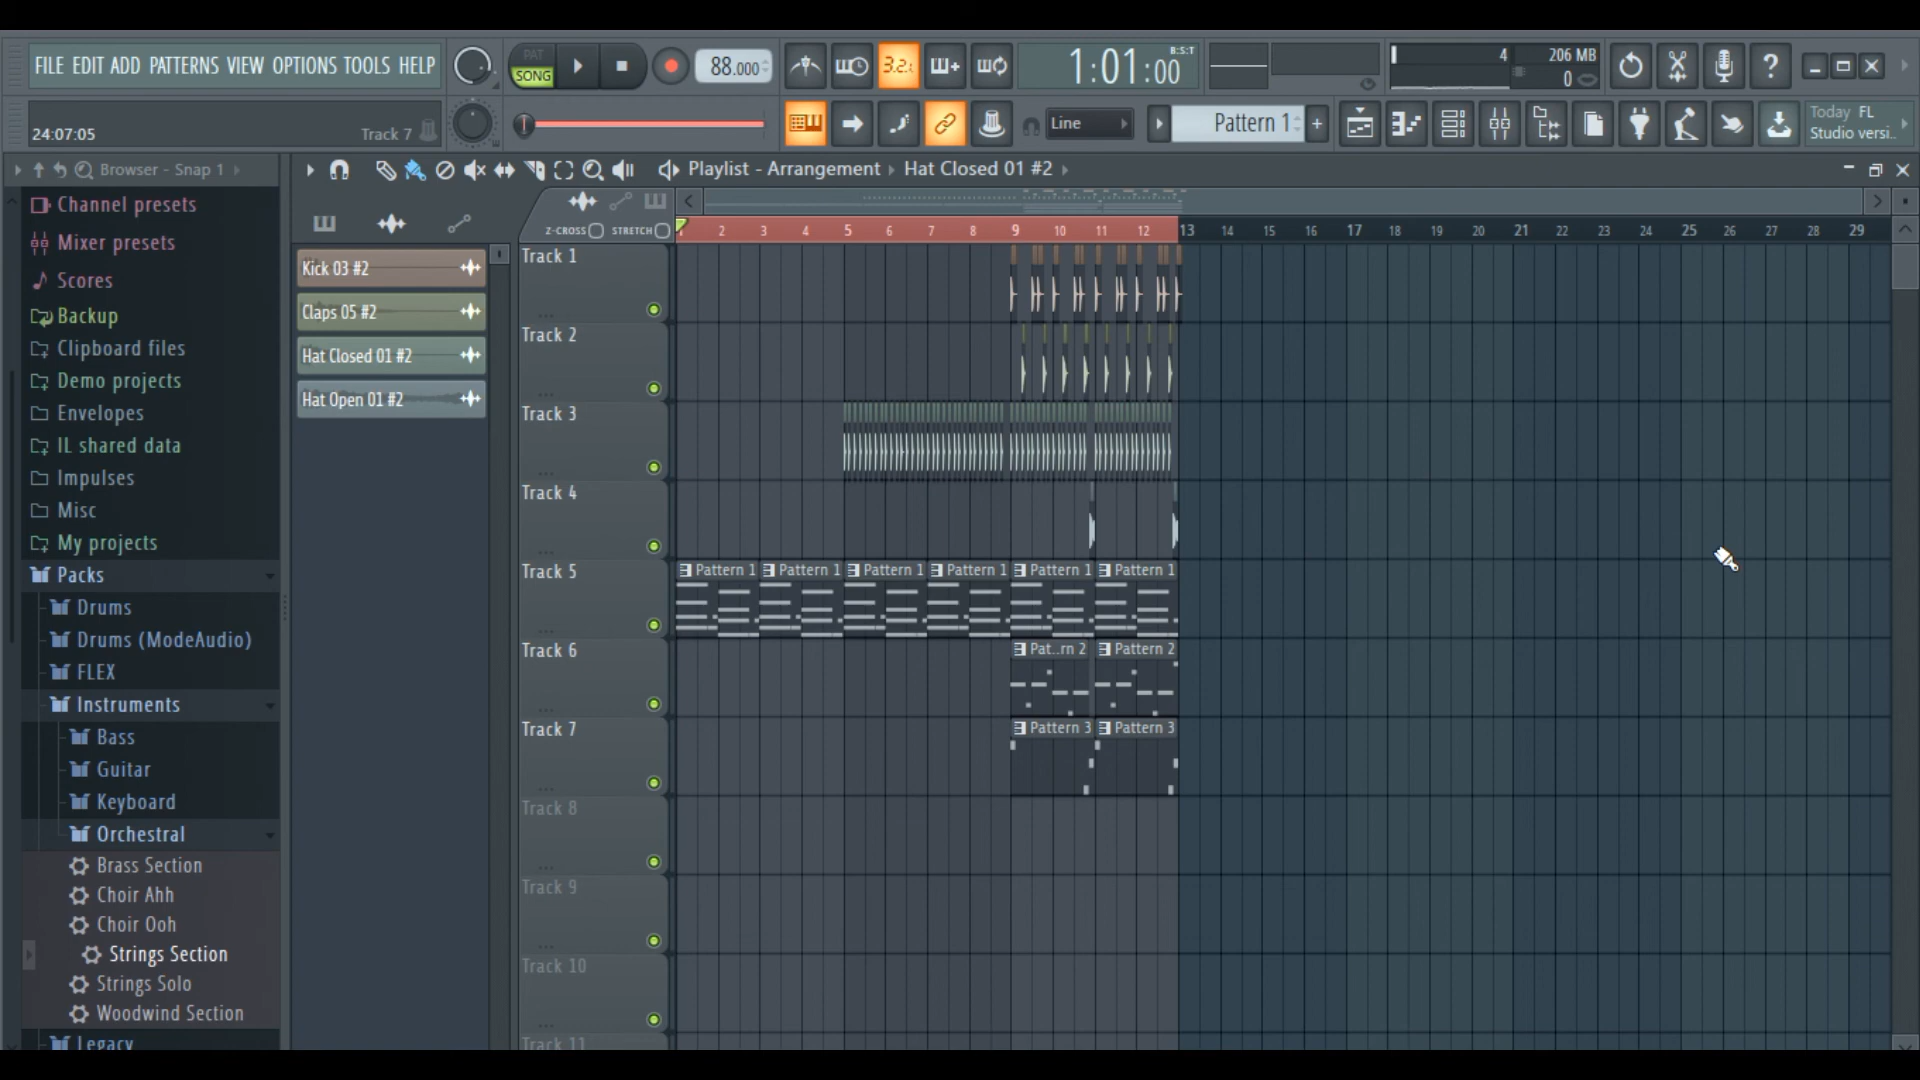 FILE EDIT ADD PATTERNS VIEW OPTIONS TOOLS HELP
PAT
SONG
88.000
3.2.
1:01:00
B:S:T
4
206 MB
0
24:07:05
Track 7
Line
Pattern 1
+
Today FL
Studio versi..
Browser - Snap 1
Playlist - Arrangement
Hat Closed 01 #2
Z-CROSS
STRETCH
1 2 3 4 5 6 7 8 9 10 11 12 13 14 15 16 17 18 19 20 21 22 23 24 25 26 27 28 29
Channel presets
Mixer presets
Scores
Backup
Clipboard files
Demo projects
Envelopes
IL shared data
Impulses
Misc
My projects
Packs
Drums
Drums (ModeAudio)
FLEX
Instruments
Bass
Guitar
Keyboard
Orchestral
Brass Section
Choir Ahh
Choir Ooh
Strings Section
Strings Solo
Woodwind Section
Legacy
Kick 03 #2
Claps 05 #2
Hat Closed 01 #2
Hat Open 01 #2
Track 1
Track 2
Track 3
Track 4
Track 5
Pattern 1 Pattern 1 Pattern 1 Pattern 1 Pattern 1 Pattern 1
Track 6
Pat..rn 2 Pattern 2
Track 7
Pattern 3 Pattern 3
Track 8
Track 9
Track 10
Track 11